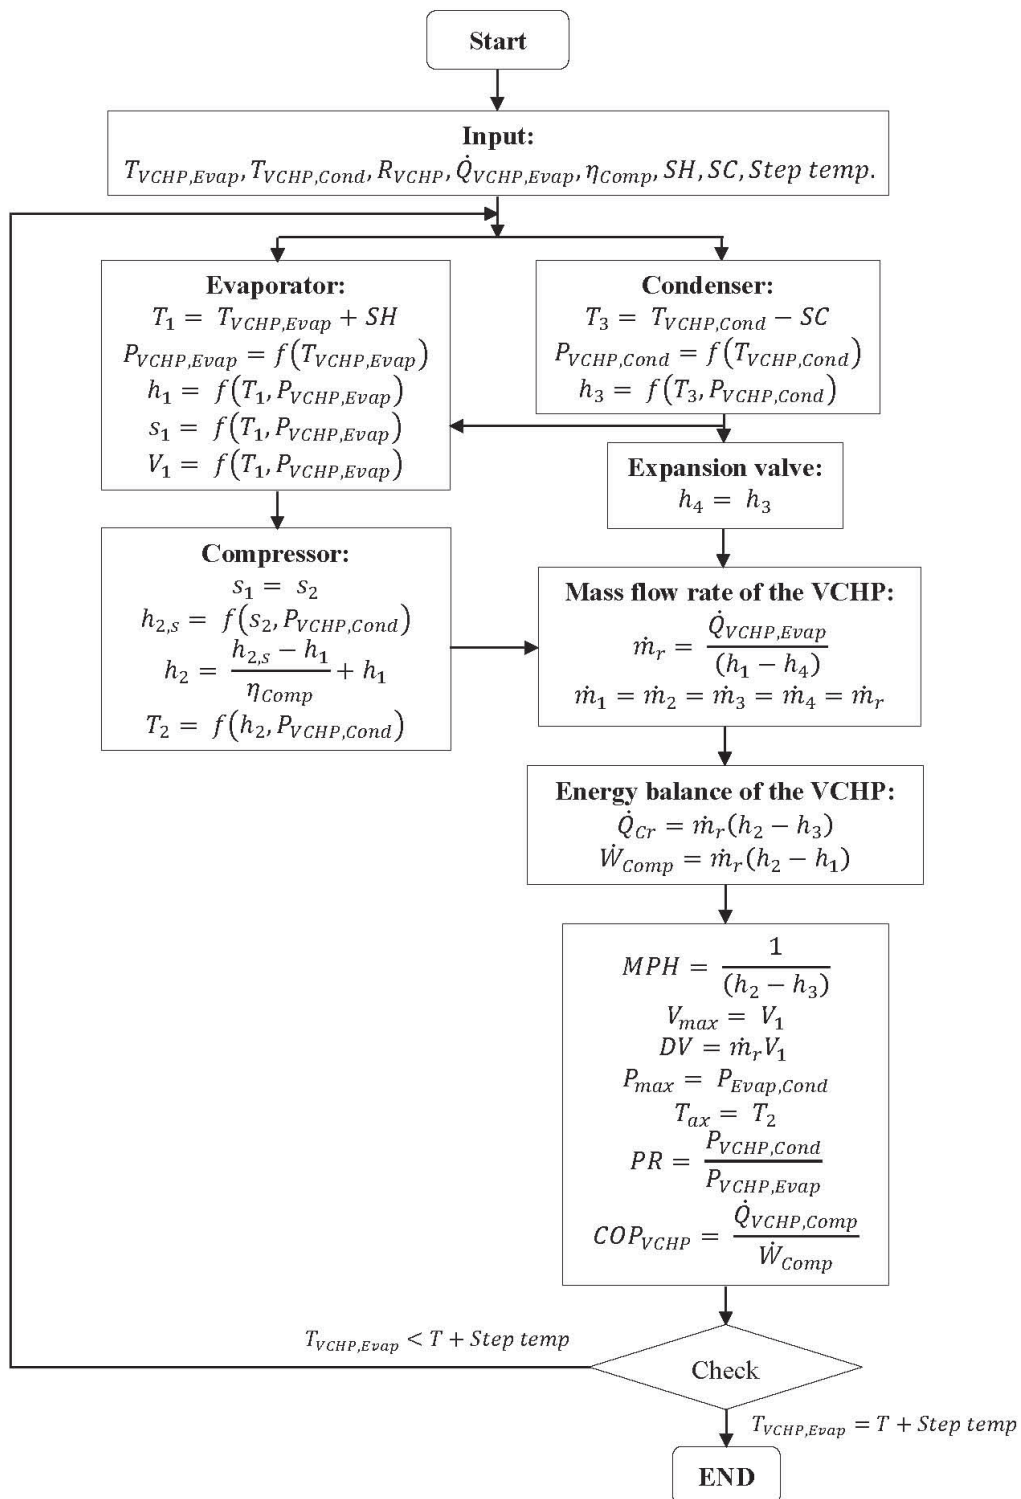 Start
Input:
T_{VCHP,Evap}, T_{VCHP,Cond}, R_{VCHP}, Q̇_{VCHP,Evap}, η_{Comp}, SH, SC, Step temp.
Evaporator:
T_1 = T_{VCHP,Evap} + SH
P_{VCHP,Evap} = f(T_{VCHP,Evap})
h_1 = f(T_1, P_{VCHP,Evap})
s_1 = f(T_1, P_{VCHP,Evap})
V_1 = f(T_1, P_{VCHP,Evap})
Condenser:
T_3 = T_{VCHP,Cond} − SC
P_{VCHP,Cond} = f(T_{VCHP,Cond})
h_3 = f(T_3, P_{VCHP,Cond})
Expansion valve:
h_4 = h_3
Compressor:
s_1 = s_2
h_{2,s} = f(s_2, P_{VCHP,Cond})
h_2 = \frac{h_{2,s} − h_1}{η_{Comp}} + h_1
T_2 = f(h_2, P_{VCHP,Cond})
Mass flow rate of the VCHP:
ṁ_r = \frac{Q̇_{VCHP,Evap}}{(h_1 − h_4)}
ṁ_1 = ṁ_2 = ṁ_3 = ṁ_4 = ṁ_r
Energy balance of the VCHP:
Q̇_{Cr} = ṁ_r(h_2 − h_3)
Ẇ_{Comp} = ṁ_r(h_2 − h_1)
MPH = \frac{1}{(h_2 − h_3)}
V_{max} = V_1
DV = ṁ_r V_1
P_{max} = P_{Evap,Cond}
T_{ax} = T_2
PR = \frac{P_{VCHP,Cond}}{P_{VCHP,Evap}}
COP_{VCHP} = \frac{Q̇_{VCHP,Comp}}{Ẇ_{Comp}}
T_{VCHP,Evap} < T + Step temp
Check
T_{VCHP,Evap} = T + Step temp
END